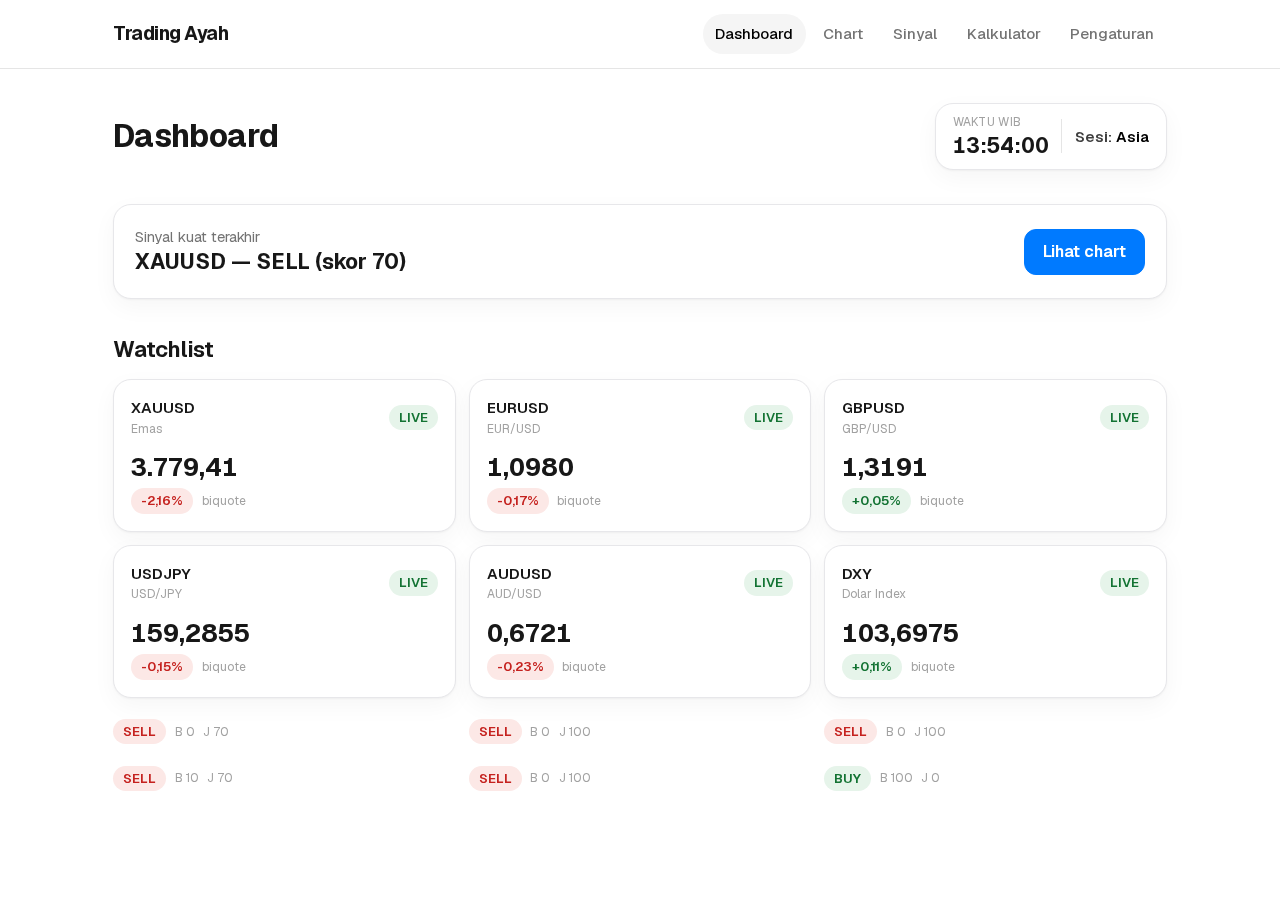 Trading Ayah
Dashboard Chart Sinyal Kalkulator Pengaturan
Dashboard
WAKTU WIB
13:54:00
Sesi: Asia
Sinyal kuat terakhir
XAUUSD — SELL (skor 70)
Lihat chart
Watchlist
XAUUSD
Emas
LIVE
3.779,41
-2,16% biquote
EURUSD
EUR/USD
LIVE
1,0980
-0,17% biquote
GBPUSD
GBP/USD
LIVE
1,3191
+0,05% biquote
USDJPY
USD/JPY
LIVE
159,2855
-0,15% biquote
AUDUSD
AUD/USD
LIVE
0,6721
-0,23% biquote
DXY
Dolar Index
LIVE
103,6975
+0,11% biquote
SELL B 0 J 70
SELL B 0 J 100
SELL B 0 J 100
SELL B 10 J 70
SELL B 0 J 100
BUY B 100 J 0